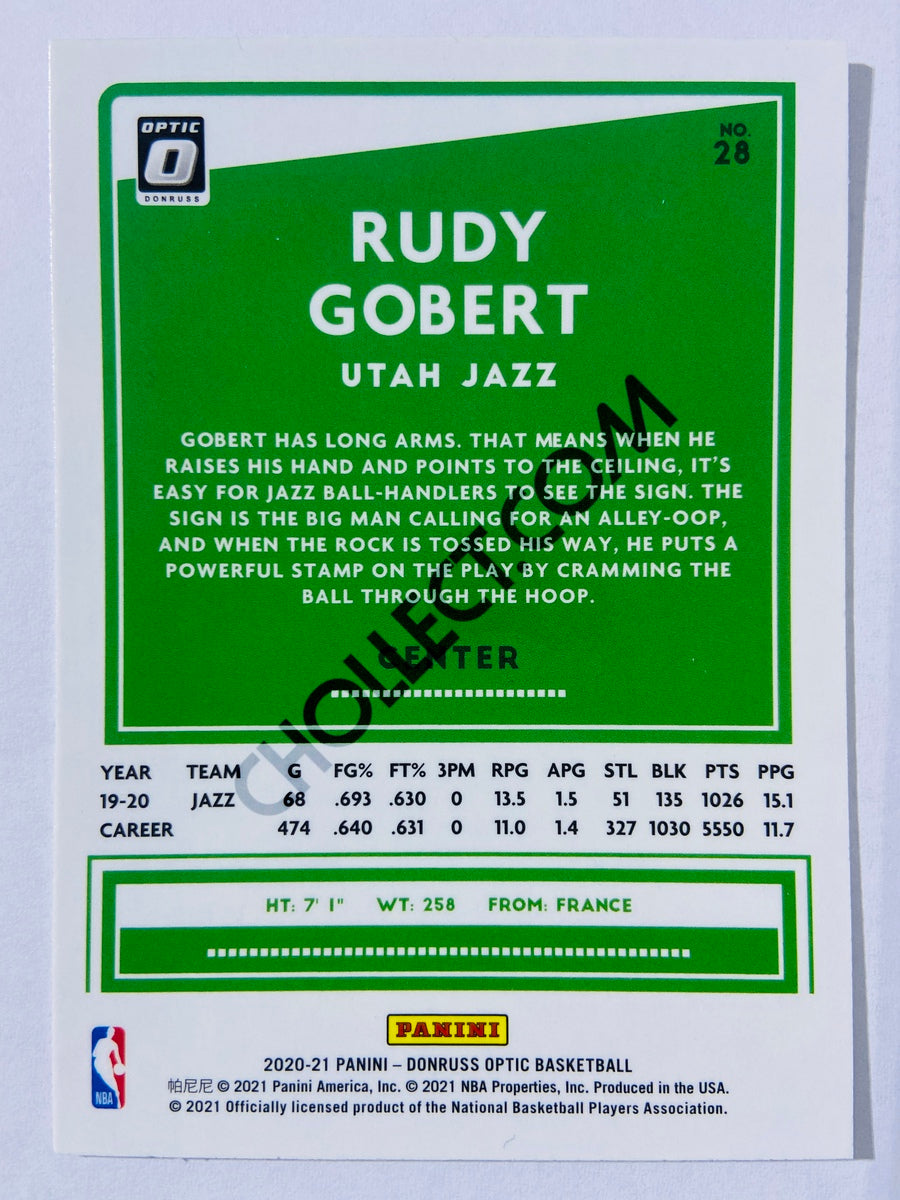 OPTIC
O
DONRUSS
NO.
28
RUDY
GOBERT
UTAH JAZZ
GOBERT HAS LONG ARMS. THAT MEANS WHEN HE
RAISES HIS HAND AND POINTS TO THE CEILING, IT'S
EASY FOR JAZZ BALL-HANDLERS TO SEE THE SIGN. THE
SIGN IS THE BIG MAN CALLING FOR AN ALLEY-OOP,
AND WHEN THE ROCK IS TOSSED HIS WAY, HE PUTS A
POWERFUL STAMP ON THE PLAY BY CRAMMING THE
BALL THROUGH THE HOOP.
CENTER
CHOLLECT.COM
YEAR TEAM G FG% FT% 3PM RPG APG STL BLK PTS PPG
19-20 JAZZ 68 .693 .630 0 13.5 1.5 51 135 1026 15.1
CAREER 474 .640 .631 0 11.0 1.4 327 1030 5550 11.7
HT: 7' 1" WT: 258 FROM: FRANCE
PANINI
2020-21 PANINI – DONRUSS OPTIC BASKETBALL
帕尼尼 © 2021 Panini America, Inc. © 2021 NBA Properties, Inc. Produced in the USA.
© 2021 Officially licensed product of the National Basketball Players Association.
NBA